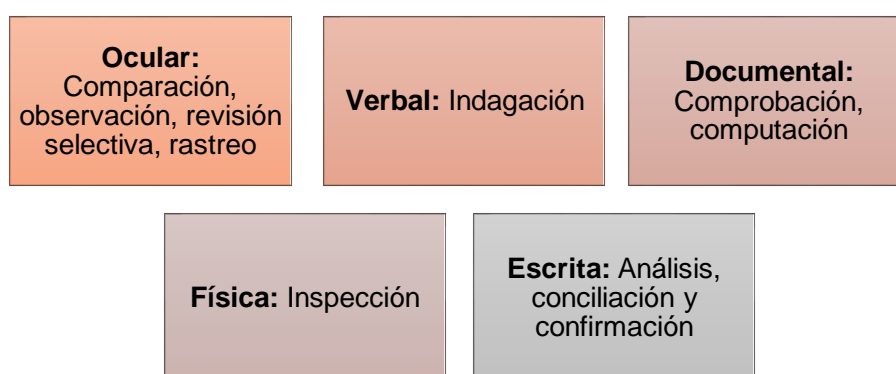 Ocular:
Comparación,
observación, revisión
selectiva, rastreo
Verbal: Indagación
Documental:
Comprobación,
computación
Física: Inspección
Escrita: Análisis,
conciliación y
confirmación